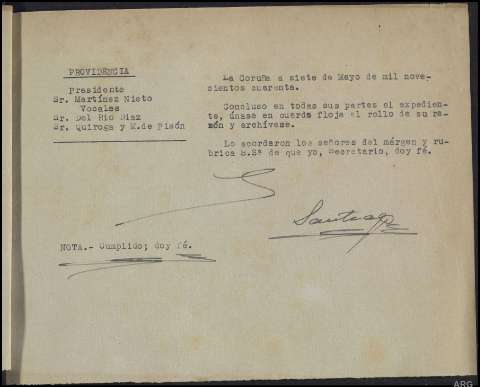 PROVIDENCIA
Presidente
Sr. Martínez Nieto
Vocales
Sr. Del Río Díaz
Sr. Quiroga y M.de Pisón
La Coruña a siete de Mayo de mil nove-
cientos cuarenta.
Concluso en todas sus partes el expedien-
te, únase en cuerda floja al rollo de su ra-
zón y archívese.
Lo acordaron los señores del márgen y ru-
brica S.Sª de que yo, Secretario, doy fé.
Santiago
NOTA.- Cumplido; doy fé.
ARG